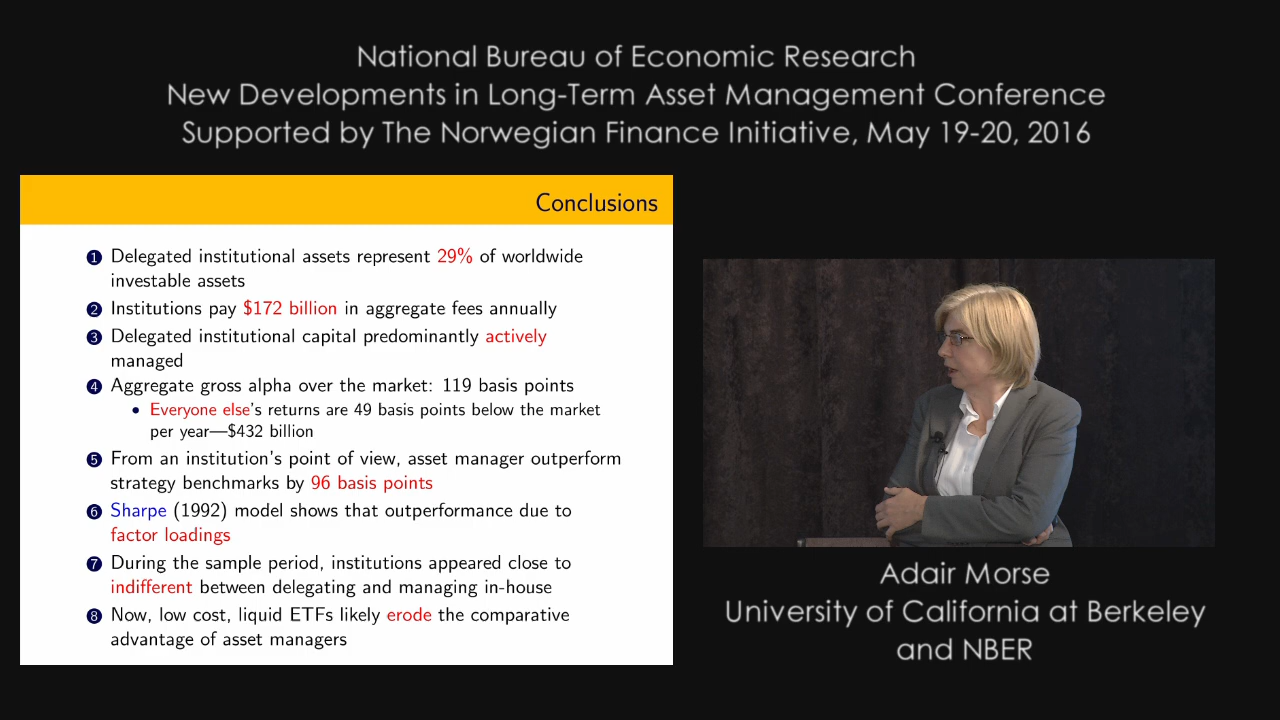 National Bureau of Economic Research
New Developments in Long-Term Asset Management Conference
Supported by The Norwegian Finance Initiative, May 19-20, 2016
Conclusions
1 Delegated institutional assets represent 29% of worldwide
investable assets
2 Institutions pay $172 billion in aggregate fees annually
3 Delegated institutional capital predominantly actively
managed
4 Aggregate gross alpha over the market: 119 basis points
• Everyone else's returns are 49 basis points below the market
per year—$432 billion
5 From an institution's point of view, asset manager outperform
strategy benchmarks by 96 basis points
6 Sharpe (1992) model shows that outperformance due to
factor loadings
7 During the sample period, institutions appeared close to
indifferent between delegating and managing in-house
8 Now, low cost, liquid ETFs likely erode the comparative
advantage of asset managers
Adair Morse
University of California at Berkeley
and NBER